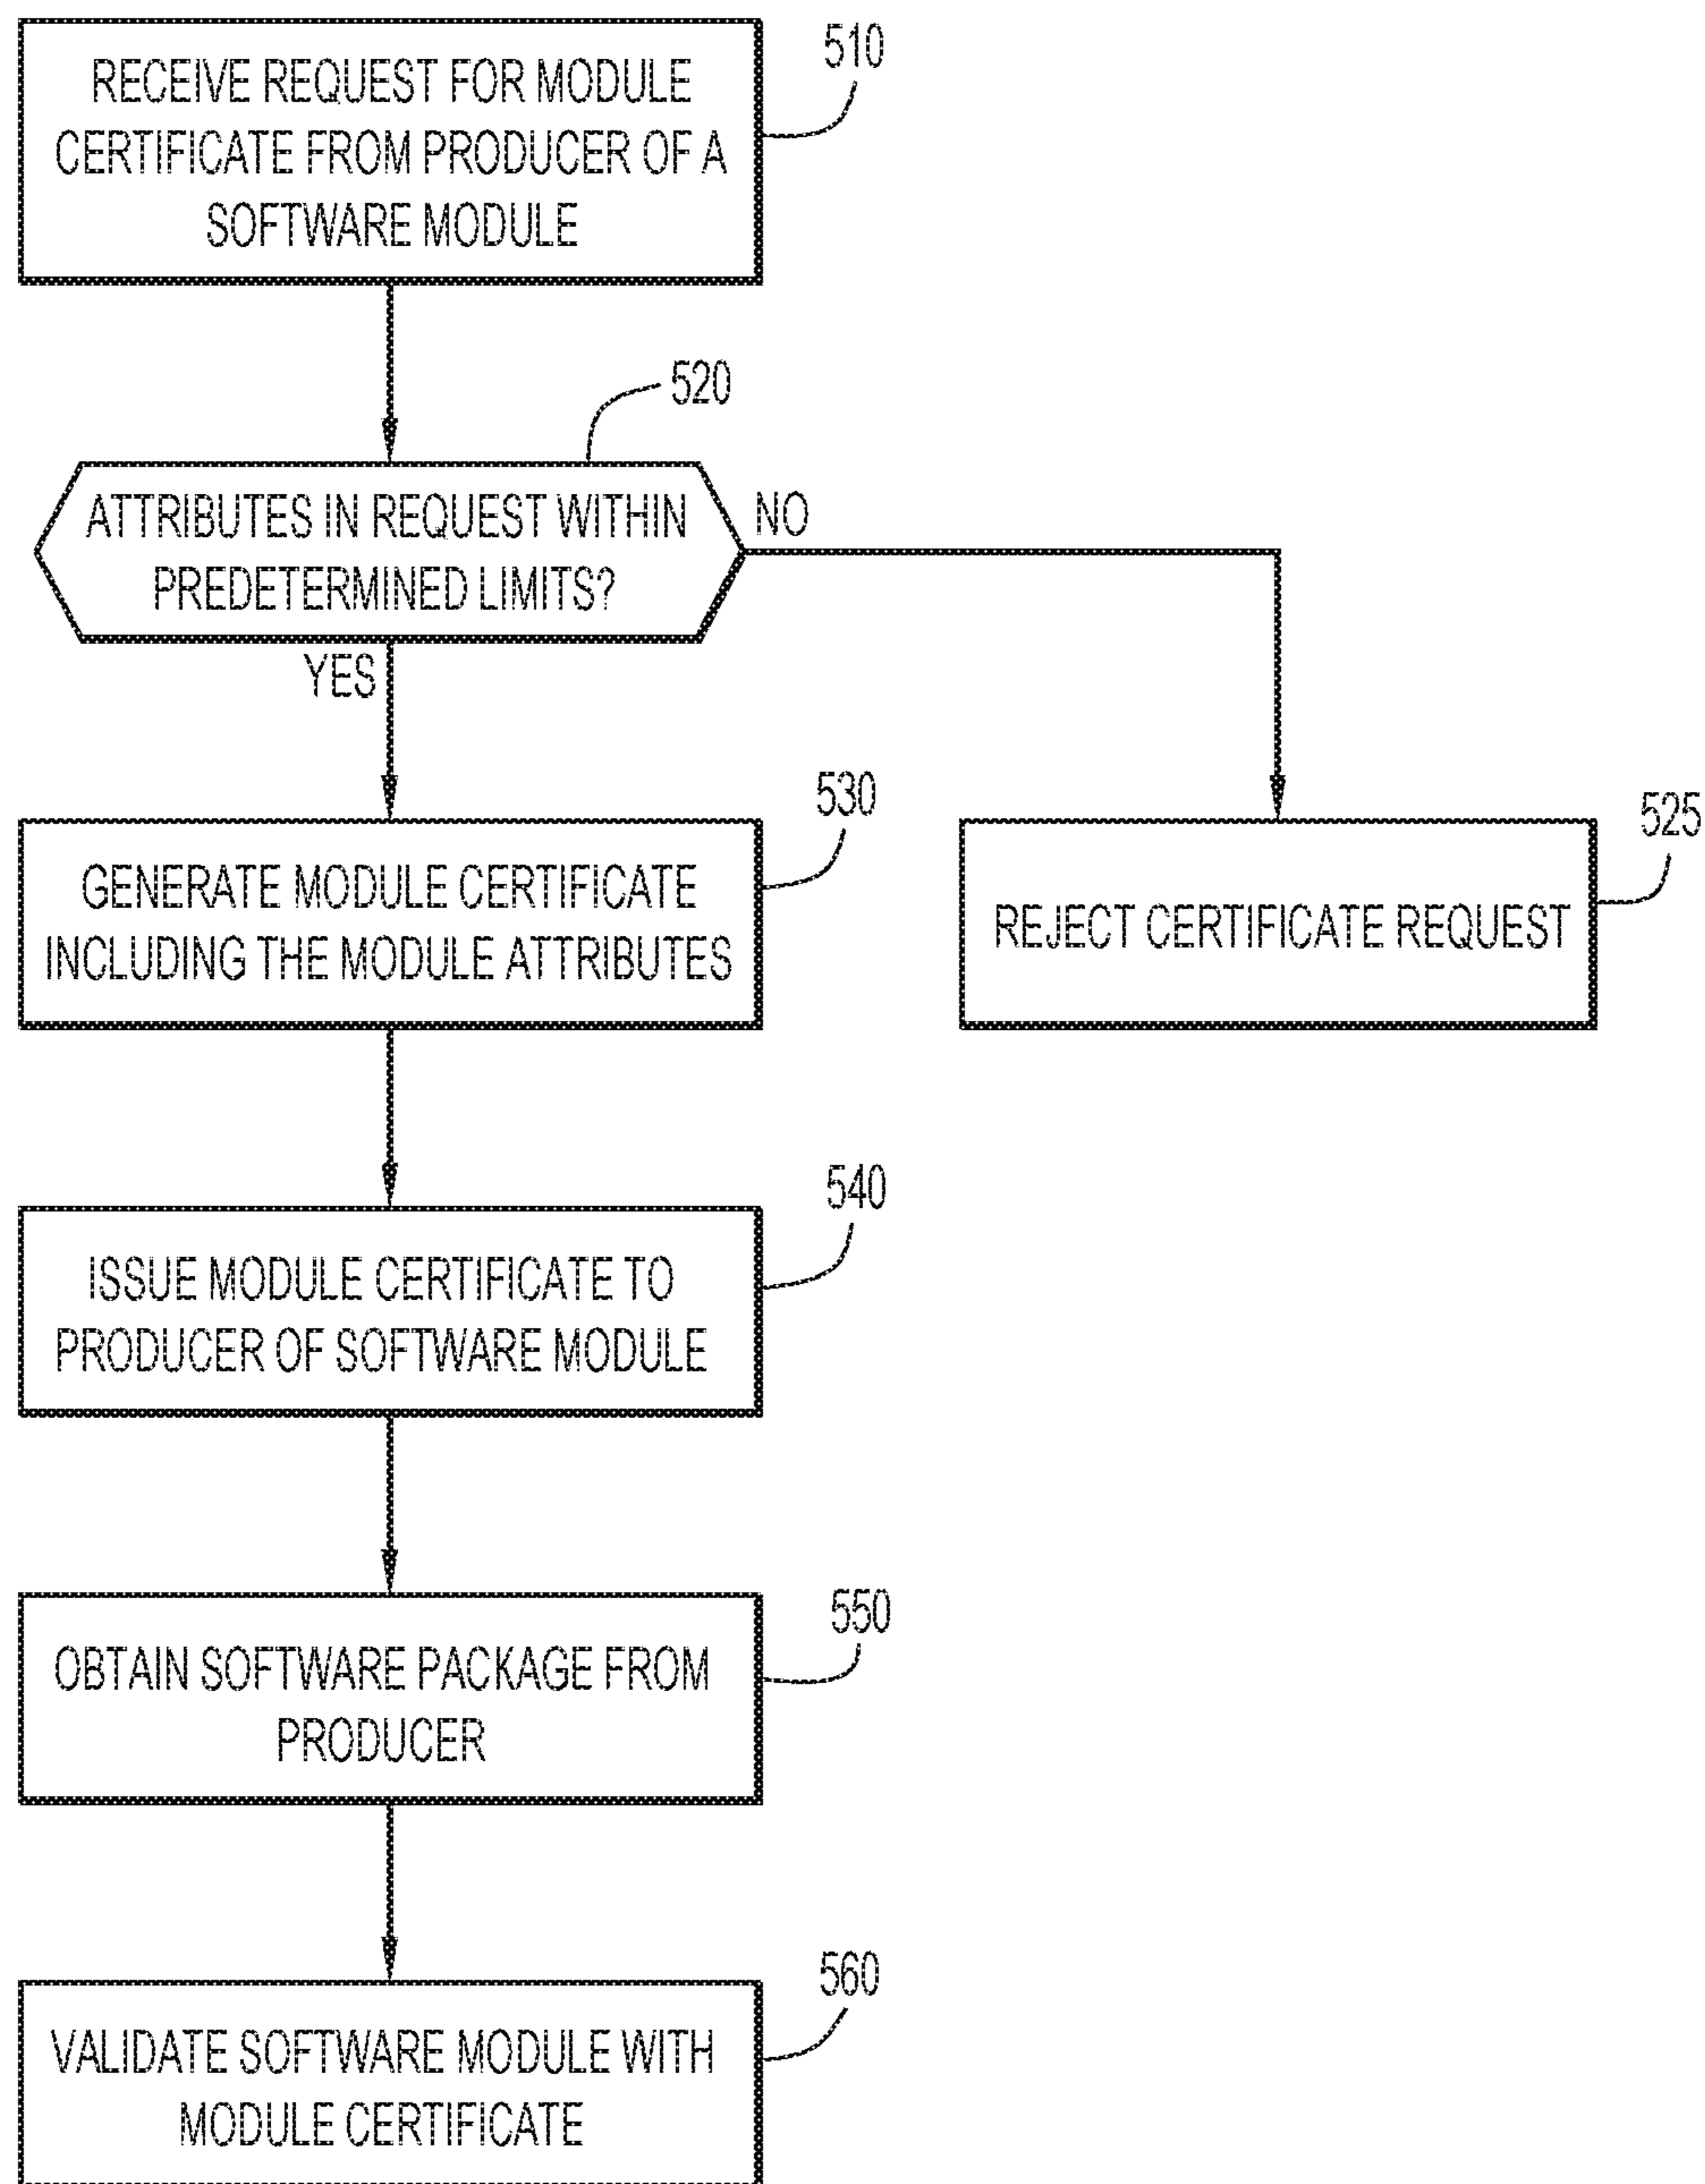 510
RECEIVE REQUEST FOR MODULE
CERTIFICATE FROM PRODUCER OF A
SOFTWARE MODULE
520
ATTRIBUTES IN REQUEST WITHIN
PREDETERMINED LIMITS?
NO
YES
530
GENERATE MODULE CERTIFICATE
INCLUDING THE MODULE ATTRIBUTES
525
REJECT CERTIFICATE REQUEST
540
ISSUE MODULE CERTIFICATE TO
PRODUCER OF SOFTWARE MODULE
550
OBTAIN SOFTWARE PACKAGE FROM
PRODUCER
560
VALIDATE SOFTWARE MODULE WITH
MODULE CERTIFICATE